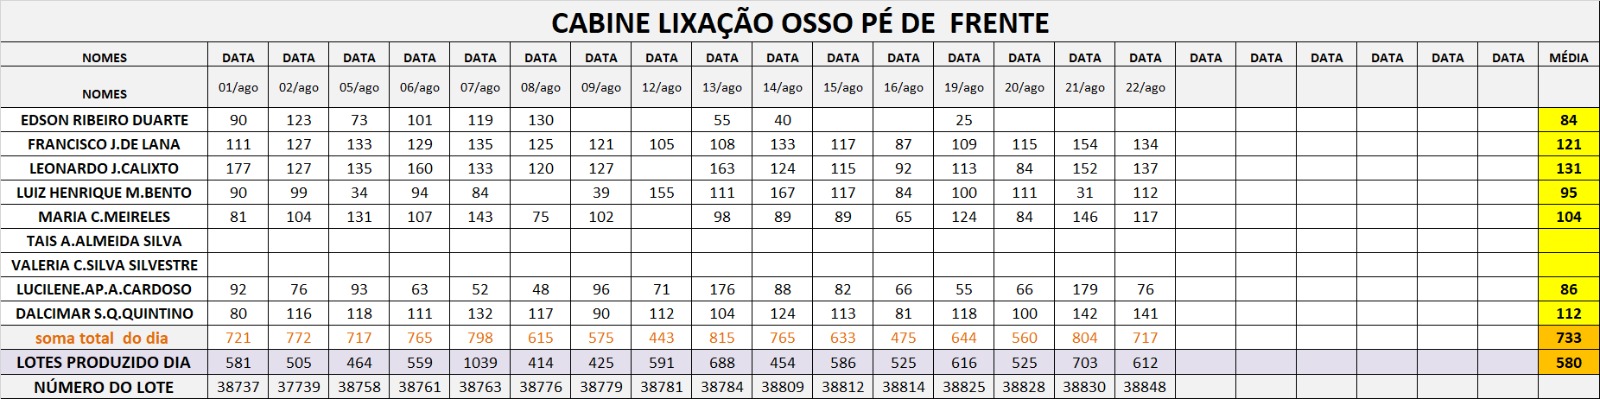 CABINE LIXAÇÃO OSSO PÉ DE FRENTE
NOMES DATA DATA DATA DATA DATA DATA DATA DATA DATA DATA DATA DATA DATA DATA DATA DATA DATA DATA DATA DATA DATA DATA MÉDIA
NOMES 01/ago 02/ago 05/ago 06/ago 07/ago 08/ago 09/ago 12/ago 13/ago 14/ago 15/ago 16/ago 19/ago 20/ago 21/ago 22/ago
EDSON RIBEIRO DUARTE 90 123 73 101 119 130 55 40 25 84
FRANCISCO J.DE LANA 111 127 133 129 135 125 121 105 108 133 117 87 109 115 154 134 121
LEONARDO J.CALIXTO 177 127 135 160 133 120 127 163 124 115 92 113 84 152 137 131
LUIZ HENRIQUE M.BENTO 90 99 34 94 84 39 155 111 167 117 84 100 111 31 112 95
MARIA C.MEIRELES 81 104 131 107 143 75 102 98 89 89 65 124 84 146 117 104
TAIS A.ALMEIDA SILVA
VALERIA C.SILVA SILVESTRE
LUCILENE.AP.A.CARDOSO 92 76 93 63 52 48 96 71 176 88 82 66 55 66 179 76 86
DALCIMAR S.Q.QUINTINO 80 116 118 111 132 117 90 112 104 124 113 81 118 100 142 141 112
soma total do dia 721 772 717 765 798 615 575 443 815 765 633 475 644 560 804 717 733
LOTES PRODUZIDO DIA 581 505 464 559 1039 414 425 591 688 454 586 525 616 525 703 612 580
NÚMERO DO LOTE 38737 37739 38758 38761 38763 38776 38779 38781 38784 38809 38812 38814 38825 38828 38830 38848